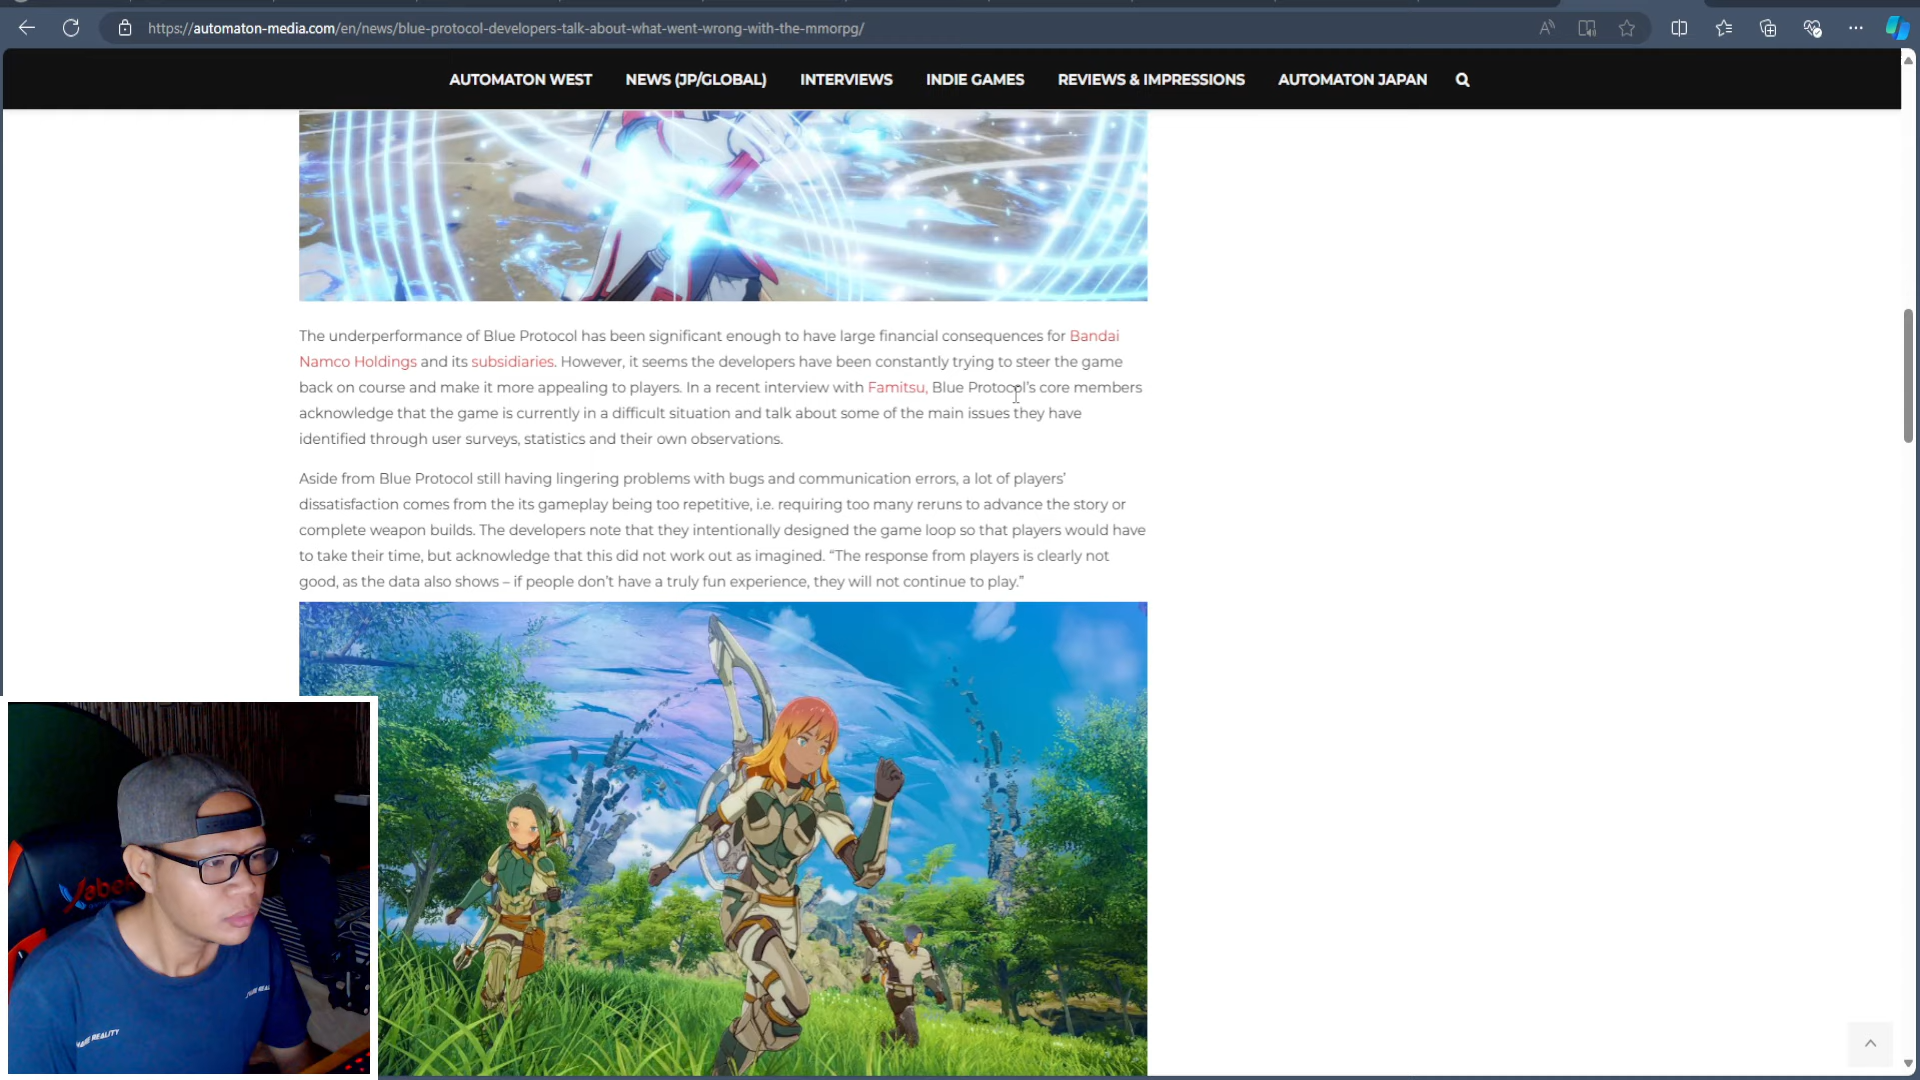 https://automaton-media.com/en/news/blue-protocol-developers-talk-about-what-went-wrong-with-the-mmorpg/
AUTOMATON WEST NEWS (JP/GLOBAL) INTERVIEWS INDIE GAMES REVIEWS & IMPRESSIONS AUTOMATON JAPAN
The underperformance of Blue Protocol has been significant enough to have large financial consequences for Bandai
Namco Holdings and its subsidiaries. However, it seems the developers have been constantly trying to steer the game
back on course and make it more appealing to players. In a recent interview with Famitsu, Blue Protocol's core members
acknowledge that the game is currently in a difficult situation and talk about some of the main issues they have
identified through user surveys, statistics and their own observations.
Aside from Blue Protocol still having lingering problems with bugs and communication errors, a lot of players'
dissatisfaction comes from the its gameplay being too repetitive, i.e. requiring too many reruns to advance the story or
complete weapon builds. The developers note that they intentionally designed the game loop so that players would have
to take their time, but acknowledge that this did not work out as imagined. “The response from players is clearly not
good, as the data also shows – if people don't have a truly fun experience, they will not continue to play.”